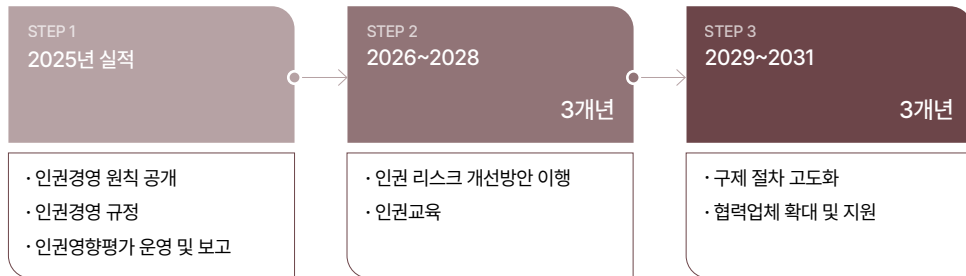 STEP 1
2025년 실적
· 인권경영 원칙 공개
· 인권경영 규정
· 인권영향평가 운영 및 보고
STEP 2
2026~2028
3개년
· 인권 리스크 개선방안 이행
· 인권교육
STEP 3
2029~2031
3개년
· 구제 절차 고도화
· 협력업체 확대 및 지원